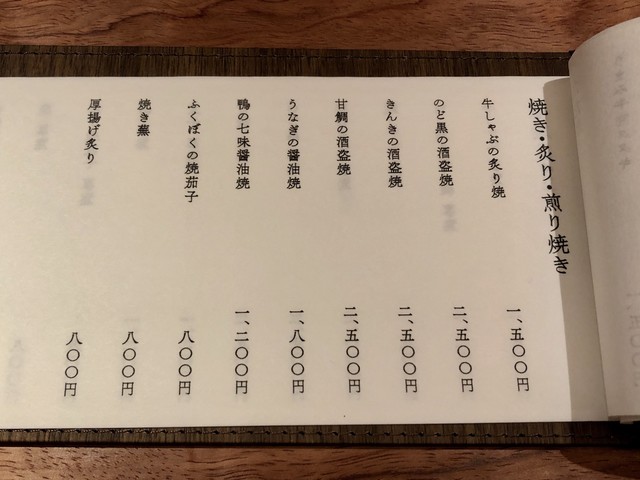 焼き・炙り・煎り焼き
牛しゃぶの炙り焼 一、五〇〇円
のど黒の酒盗焼 二、五〇〇円
きんきの酒盗焼 二、五〇〇円
甘鯛の酒盗焼 二、五〇〇円
うなぎの醤油焼 一、八〇〇円
鴨の七味醤油焼 一、二〇〇円
ふくぼくの焼茄子 八〇〇円
焼き蕪 八〇〇円
厚揚げ炙り 八〇〇円